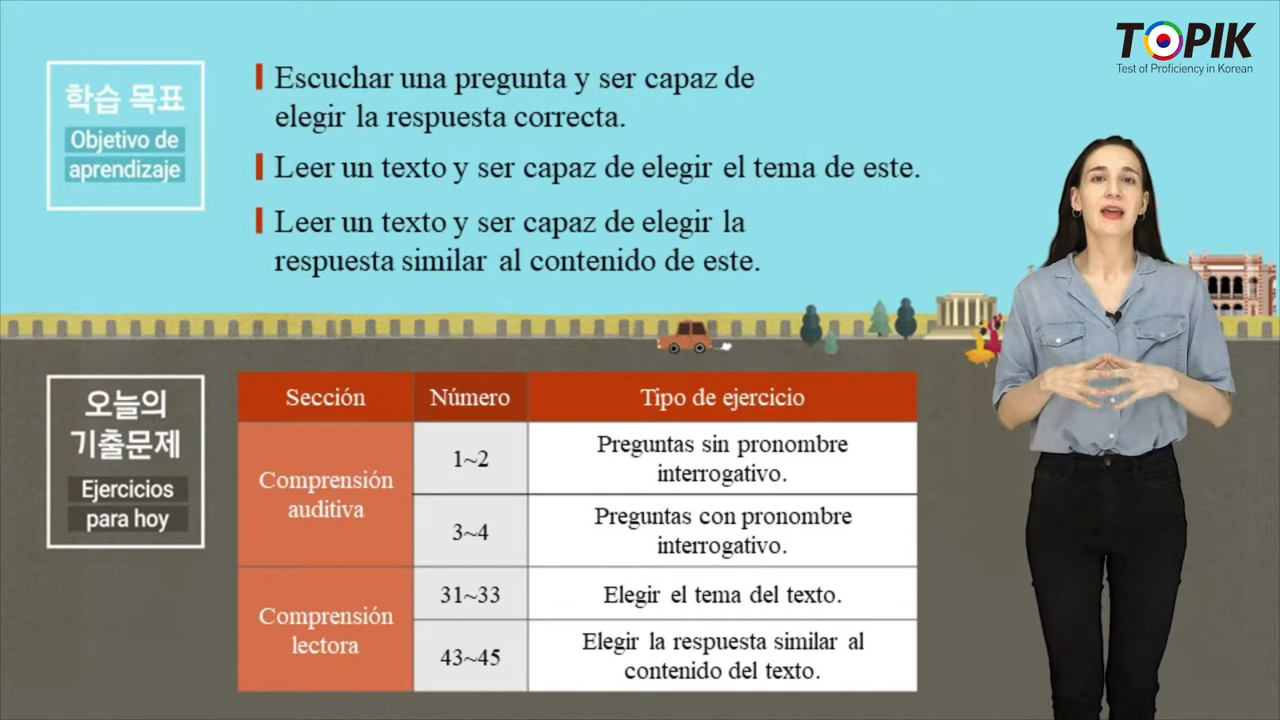 TOPIK
Test of Proficiency in Korean
학습 목표
Objetivo de
aprendizaje
Escuchar una pregunta y ser capaz de
elegir la respuesta correcta.
Leer un texto y ser capaz de elegir el tema de este.
Leer un texto y ser capaz de elegir la
respuesta similar al contenido de este.
오늘의
기출문제
Ejercicios
para hoy
Sección
Número
Tipo de ejercicio
Comprensión
auditiva
1~2
Preguntas sin pronombre
interrogativo.
3~4
Preguntas con pronombre
interrogativo.
Comprensión
lectora
31~33
Elegir el tema del texto.
43~45
Elegir la respuesta similar al
contenido del texto.